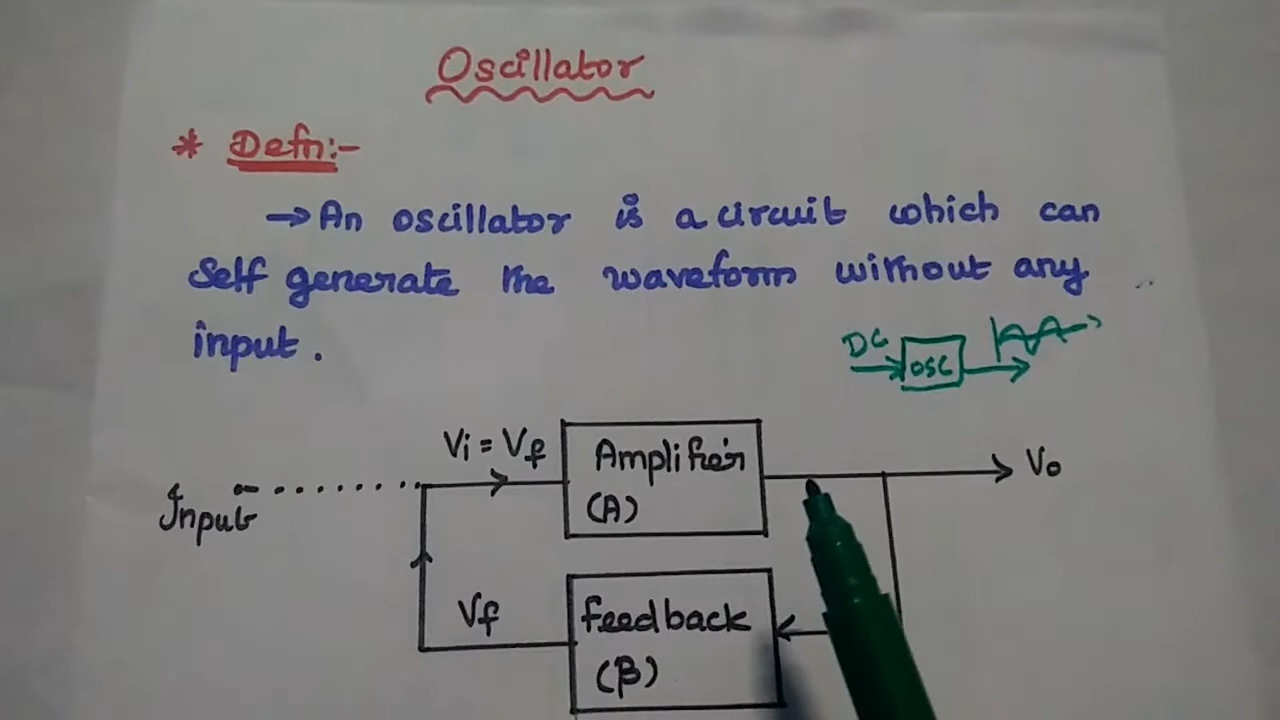 Oscillator
* Defn:-
→ An oscillator is a circuit which can
Self generate the waveform without any
input.
DC
OSC
Vi = Vf
Amplifier
(A)
Vo
Input
Vf
feedback
(β)